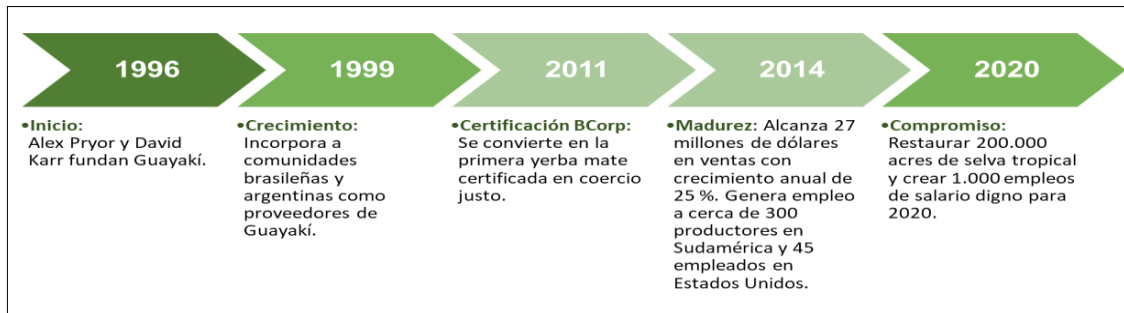 1996
1999
2011
2014
2020
•Inicio:
Alex Pryor y David
Karr fundan Guayakí.
•Crecimiento:
Incorpora a
comunidades
brasileñas y
argentinas como
proveedores de
Guayakí.
•Certificación BCorp:
Se convierte en la
primera yerba mate
certificada en coercio
justo.
•Madurez: Alcanza 27
millones de dólares
en ventas con
crecimiento anual de
25 %. Genera empleo
a cerca de 300
productores en
Sudamérica y 45
empleados en
Estados Unidos.
•Compromiso:
Restaurar 200.000
acres de selva tropical
y crear 1.000 empleos
de salario digno para
2020.